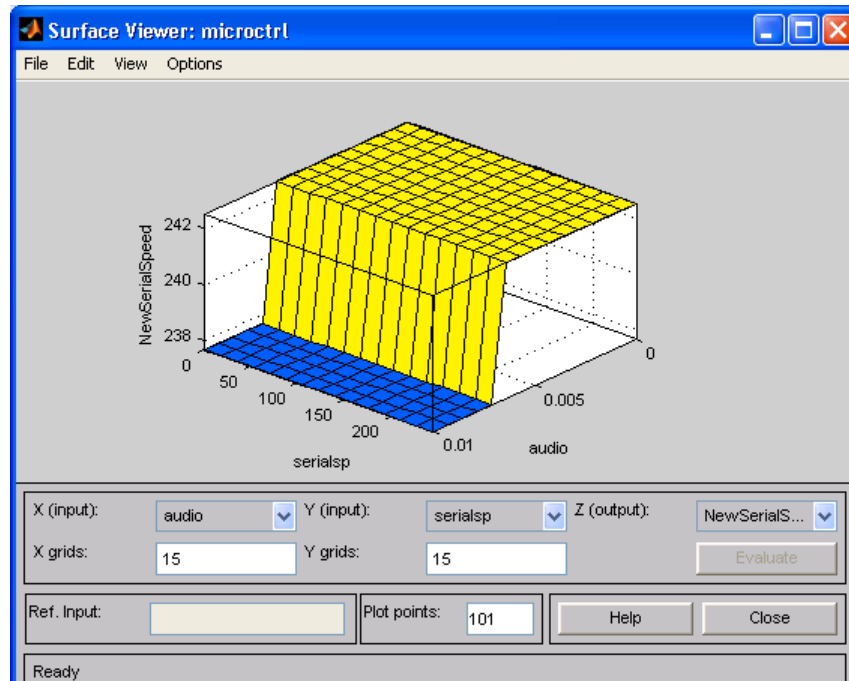 Surface Viewer: microctrl
File Edit View Options
242
240
238
NewSerialSpeed
0
50
100
150
200
serialsp
0
0.005
0.01
audio
X (input): audio Y (input): serialsp Z (output): NewSerialS...
X grids: 15 Y grids: 15 Evaluate
Ref. Input: Plot points: 101 Help Close
Ready